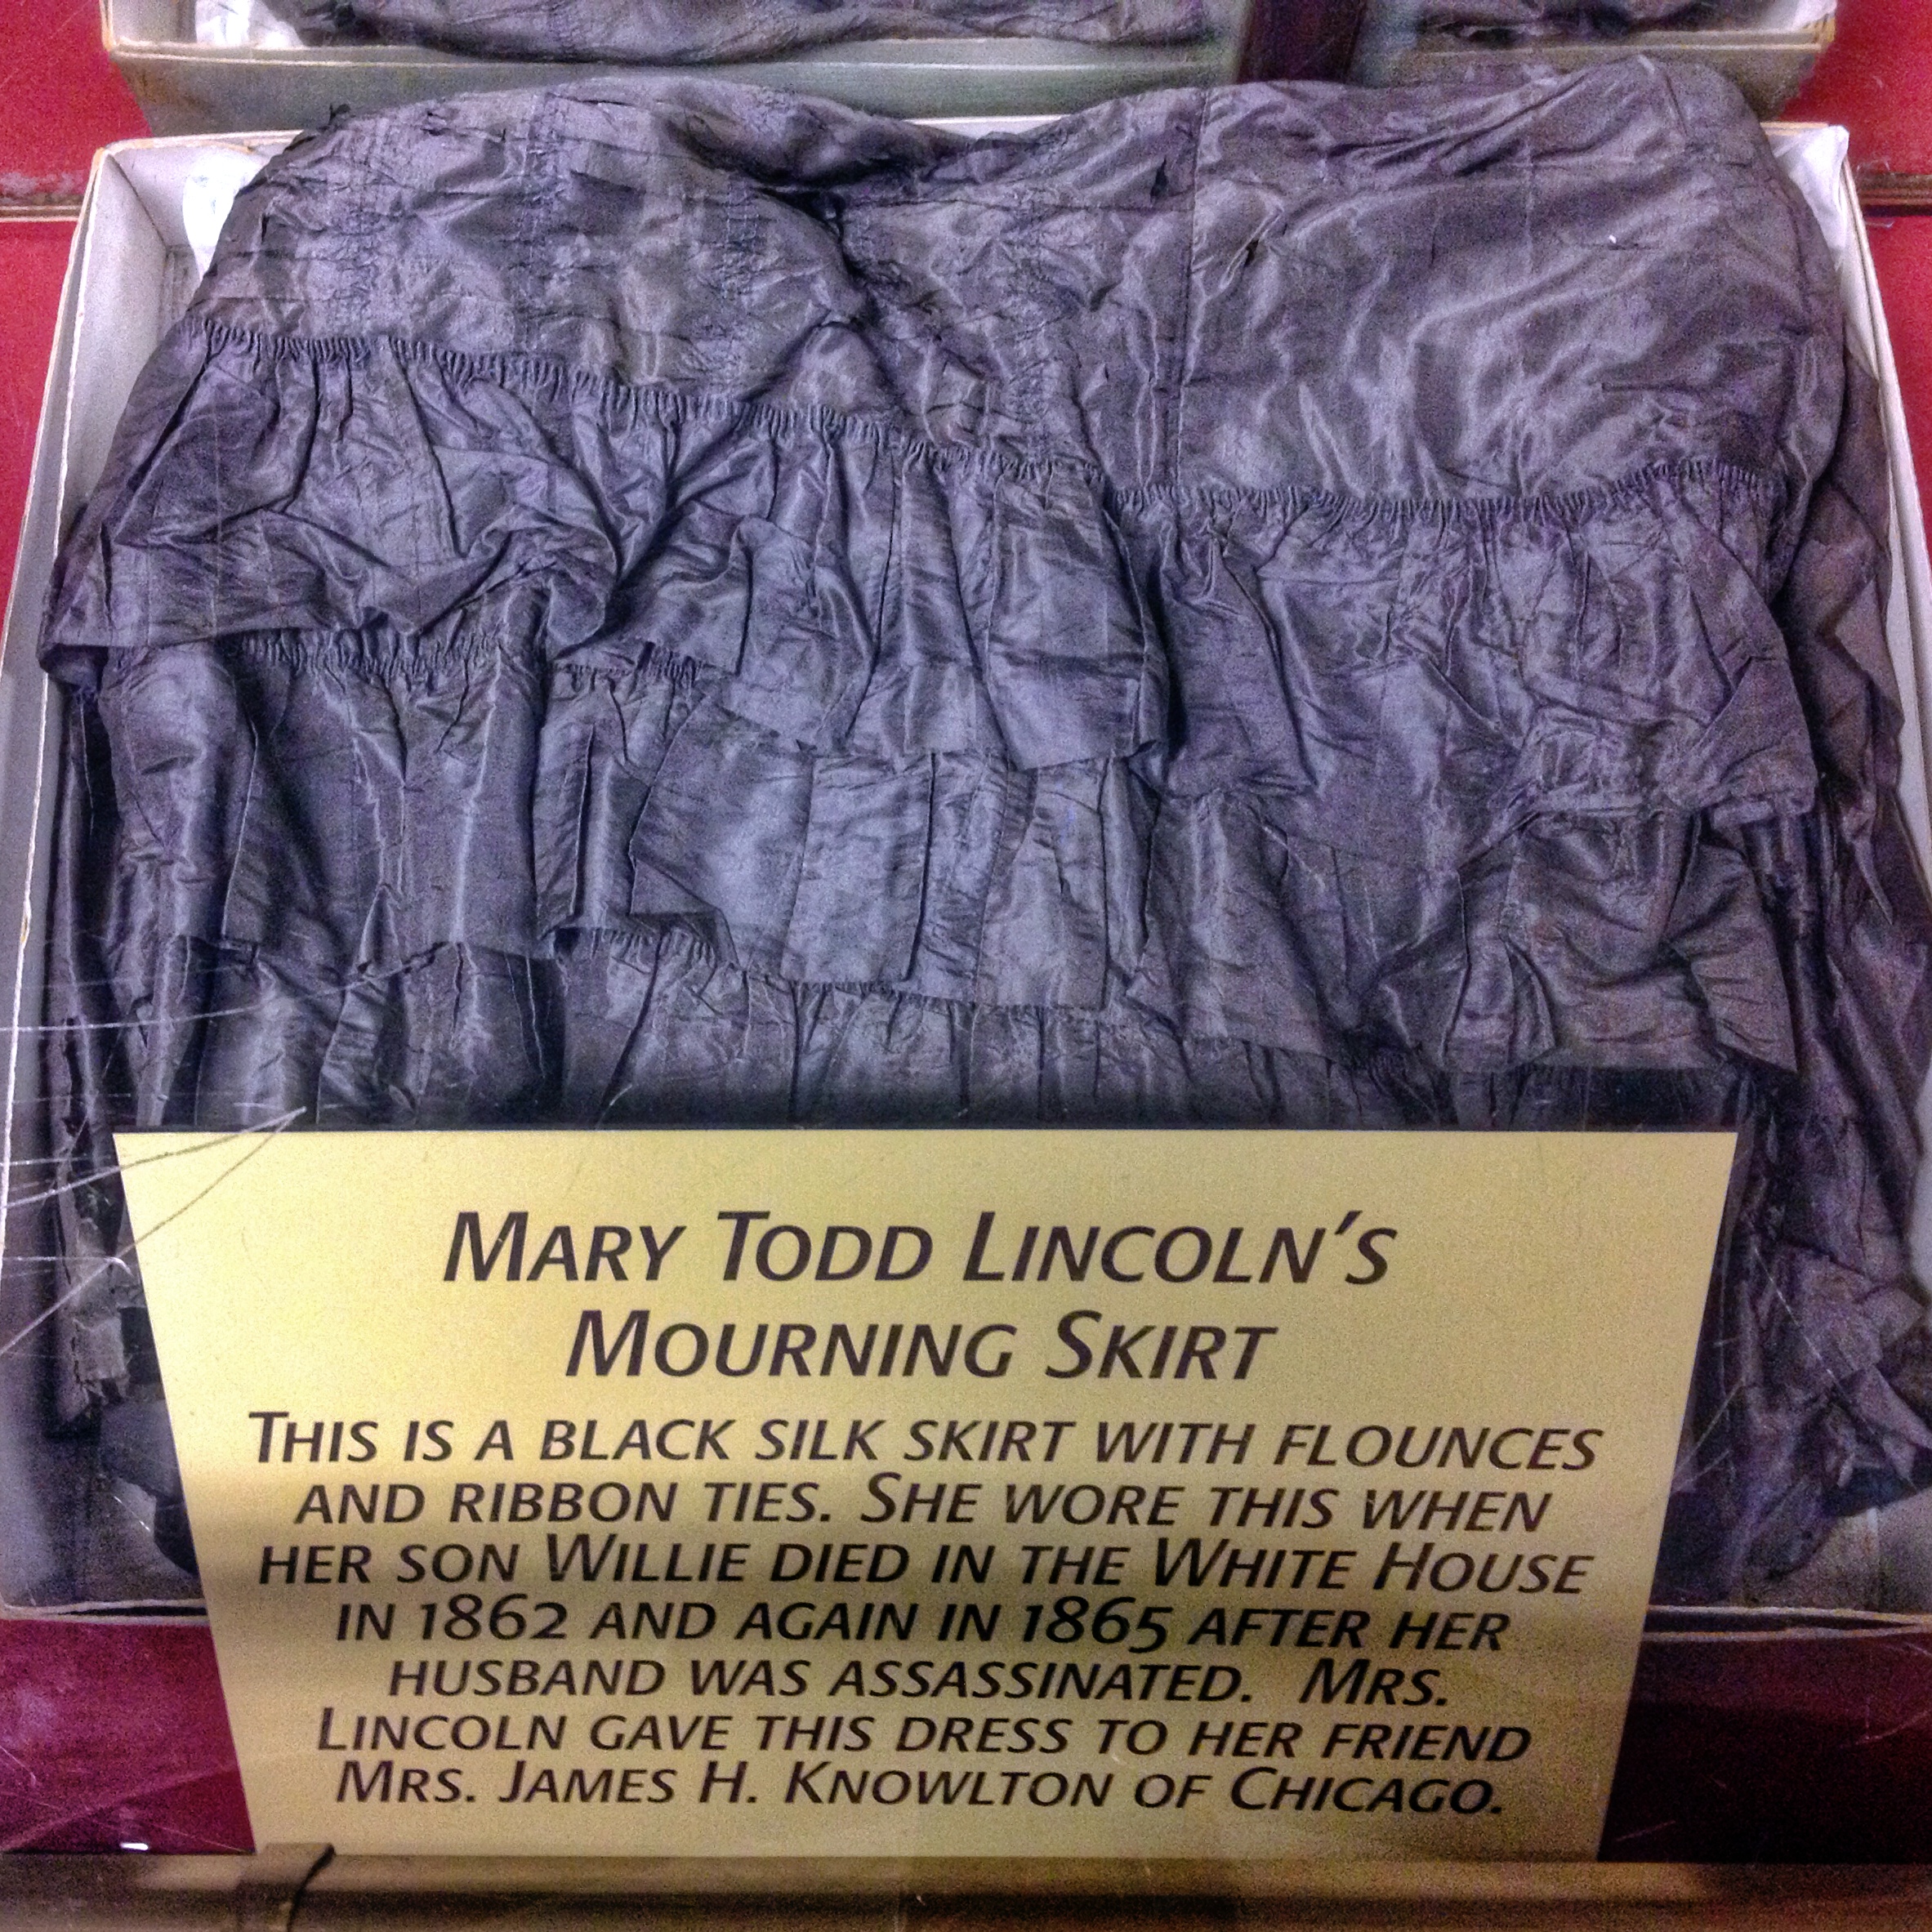 Mary Todd Lincoln's
Mourning Skirt
This is a black silk skirt with flounces
and ribbon ties. She wore this when
her son Willie died in the White House
in 1862 and again in 1865 after her
husband was assassinated. Mrs.
Lincoln gave this dress to her friend
Mrs. James H. Knowlton of Chicago.